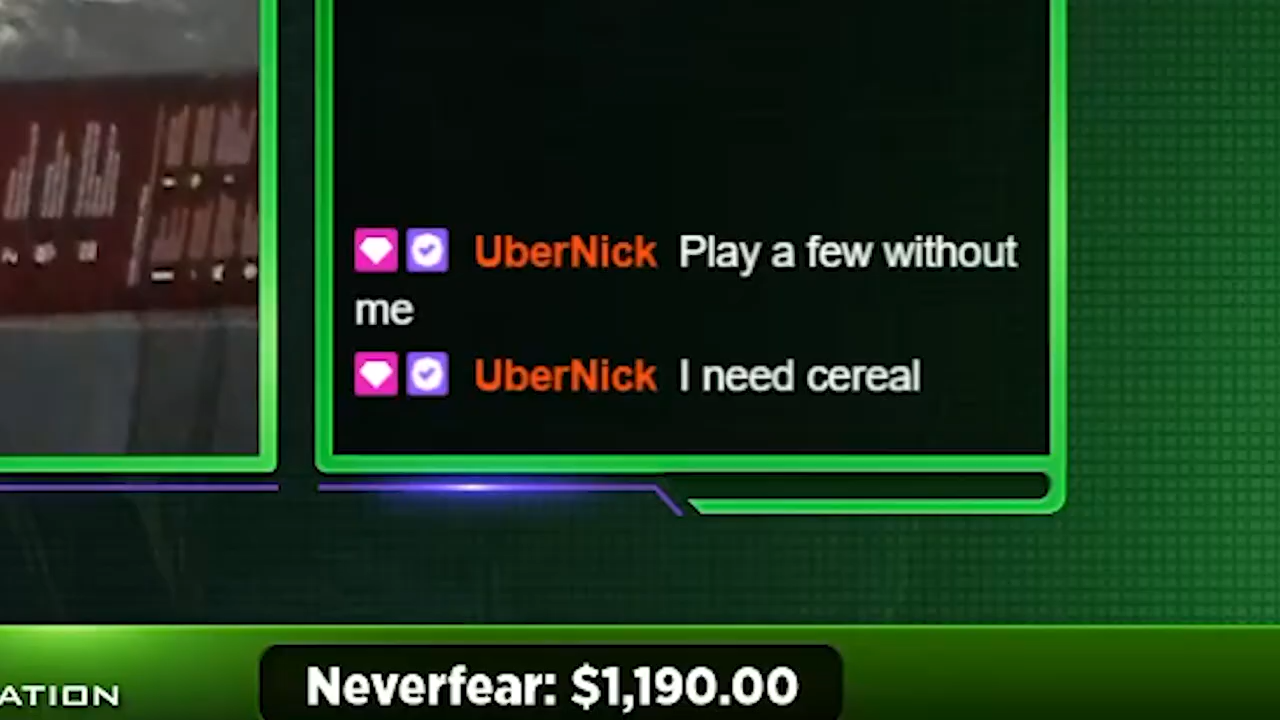 UberNick Play a few without
me
UberNick I need cereal
ATION
Neverfear: $1,190.00